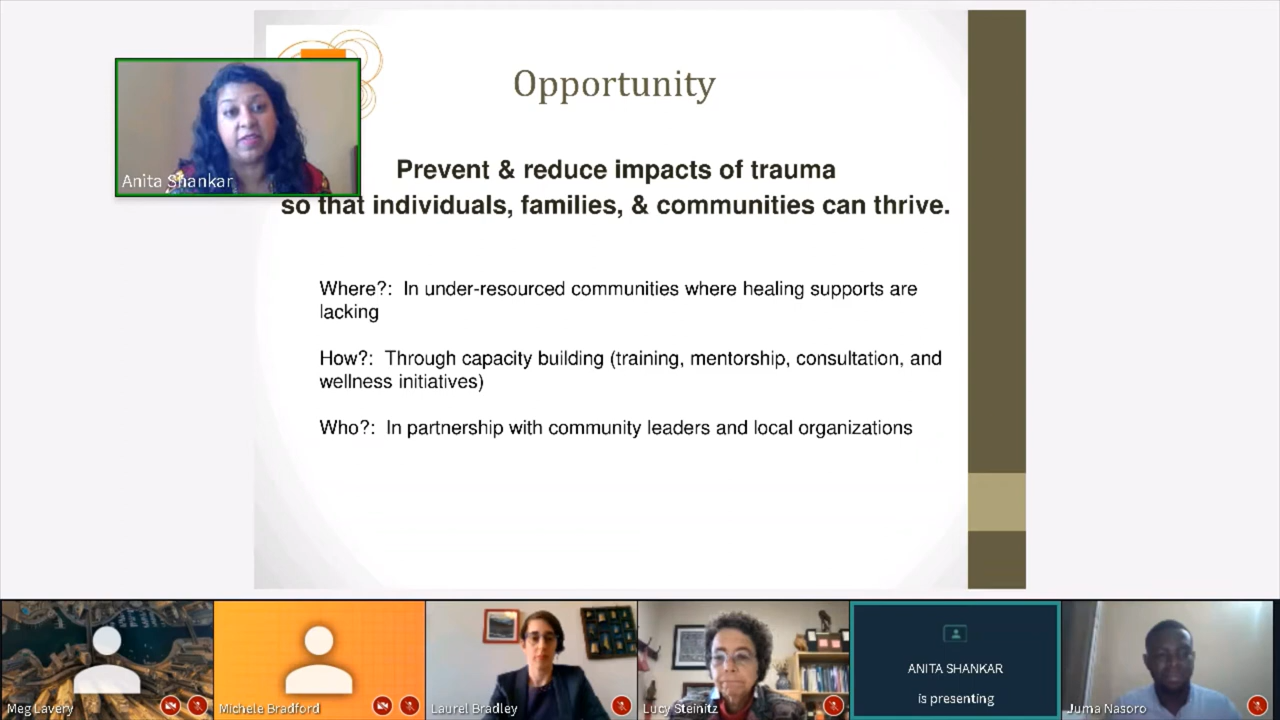 Opportunity
Anita Shankar
Prevent & reduce impacts of trauma
so that individuals, families, & communities can thrive.
Where?: In under-resourced communities where healing supports are
lacking
How?: Through capacity building (training, mentorship, consultation, and
wellness initiatives)
Who?: In partnership with community leaders and local organizations
Meg Lavery
Michele Bradford
Laurel Bradley
Lucy Steinitz
ANITA SHANKAR
is presenting
Juma Nasoro